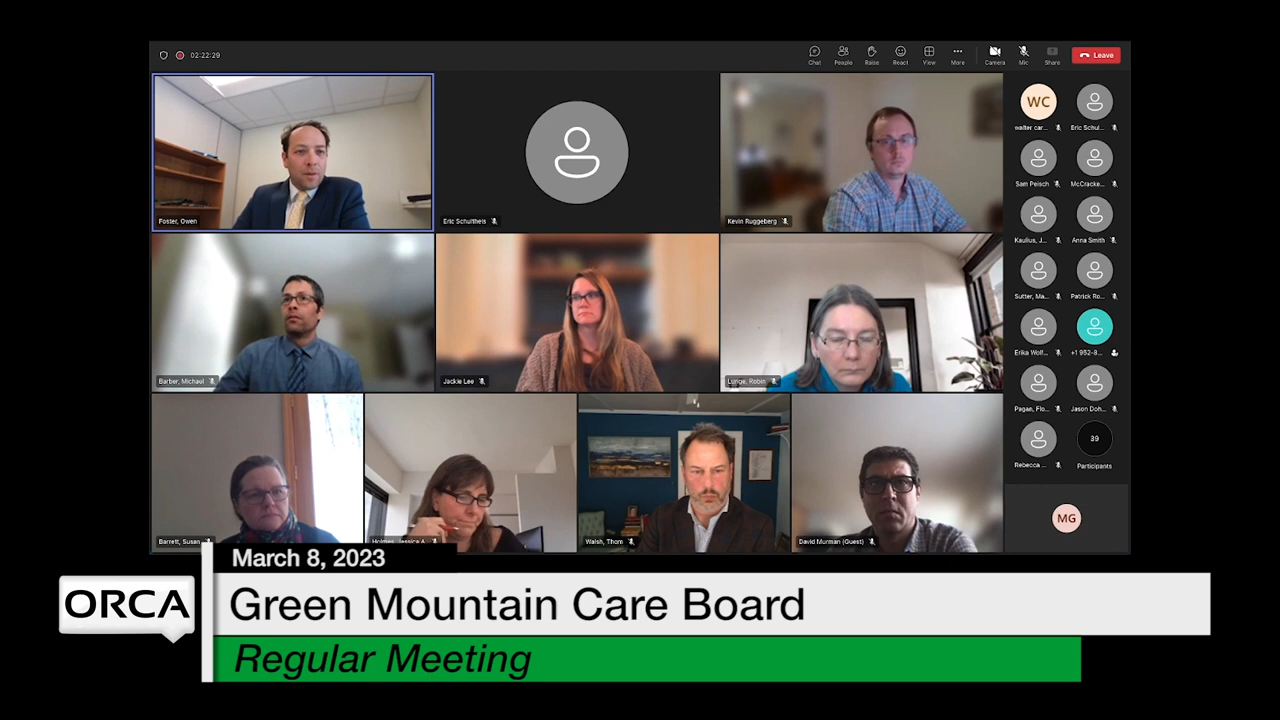 02:22:29
Chat People Raise React View More Camera Mic Share Leave
Foster, Owen
Eric Schultheis
Kevin Ruggeberg
Barber, Michael
Jackie Lee
Lunge, Robin
Barrett, Susan
Holmes, Jessica A.
Walsh, Thom
David Murman (Guest)
WC
walter car...
Eric Schul...
Sam Peisch
McCracke...
Kaulius, J...
Anna Smith
Sutter, Ma...
Patrick Ro...
Erika Wolf...
+1 952-8...
Pagan, Flo...
Jason Doh...
Rebecca ...
39
Participants
MG
March 8, 2023
ORCA
Green Mountain Care Board
Regular Meeting